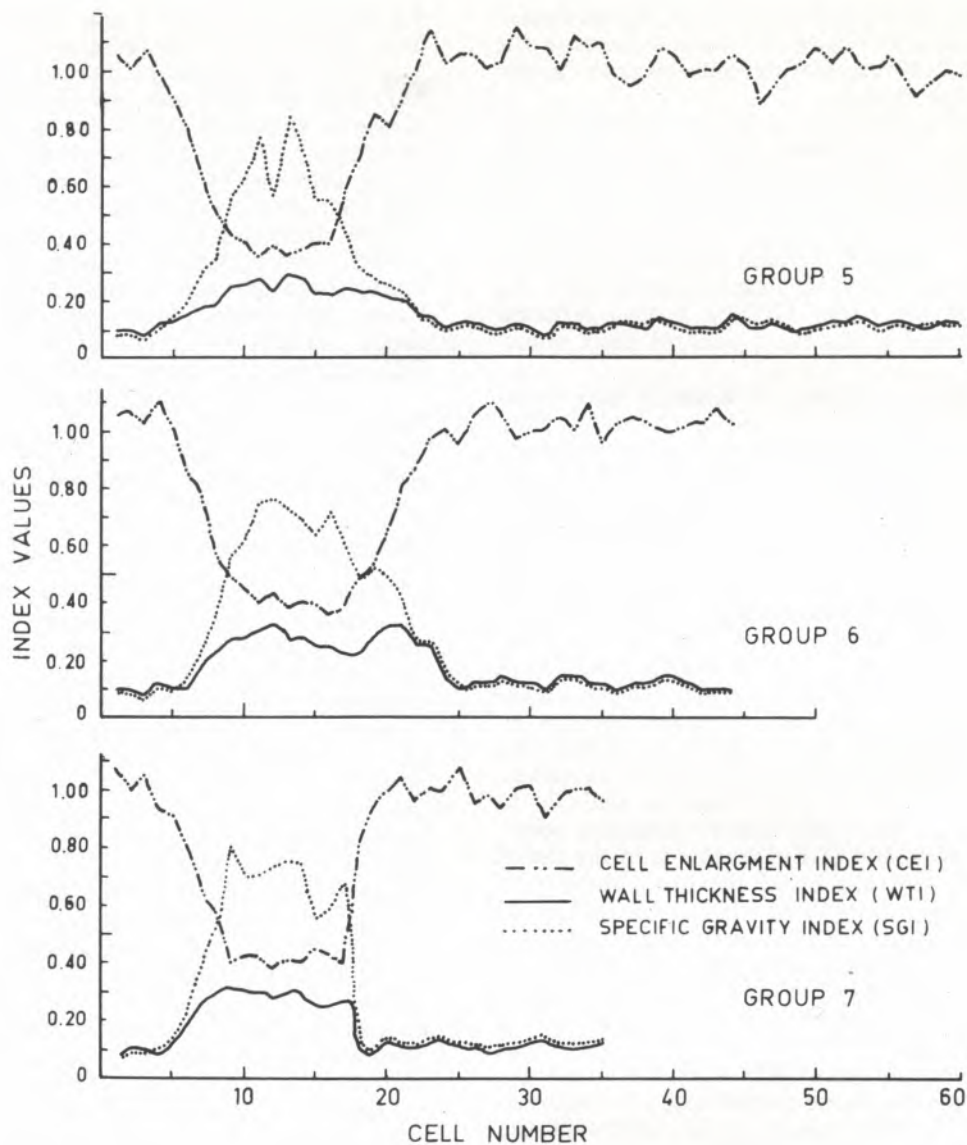 1.00
0.80
0.60
0.40
0.20
0
GROUP 5
1.00
0.80
0.60
0.40
0.20
0
GROUP 6
INDEX VALUES
1.00
0.80
0.60
0.40
0.20
0
CELL ENLARGMENT INDEX (CEI)
WALL THICKNESS INDEX (WTI)
SPECIFIC GRAVITY INDEX (SGI)
GROUP 7
10 20 30 40 50 60
CELL NUMBER